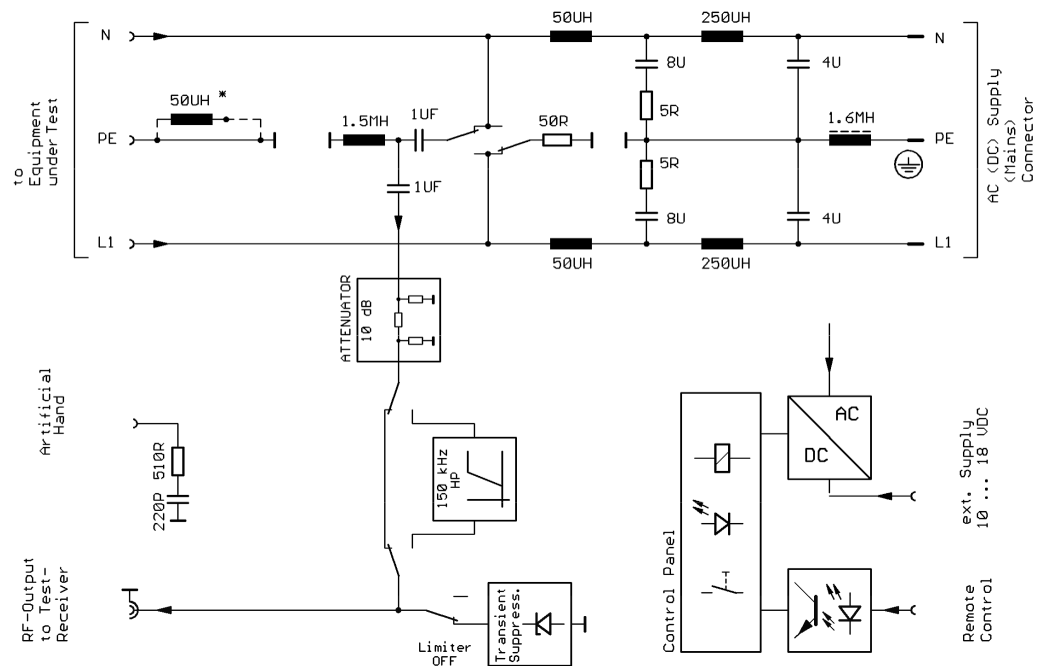 50UH
250UH
N
N
8U
4U
to
Equipment
under Test
50UH *
1UF
50R
5R
1.5MH
1.6MH
PE
PE
AC (DC) Supply
(Mains)
Connector
5R
1UF
8U
4U
L1
L1
50UH
250UH
ATTENUATOR
10 dB
Artificial
Hand
220P 510R
150 kHz
HP
AC
DC
ext. Supply
10 ... 18 VDC
Control Panel
RF-Output
to Test-
Receiver
Limiter
OFF
Transient
Suppress.
Remote
Control